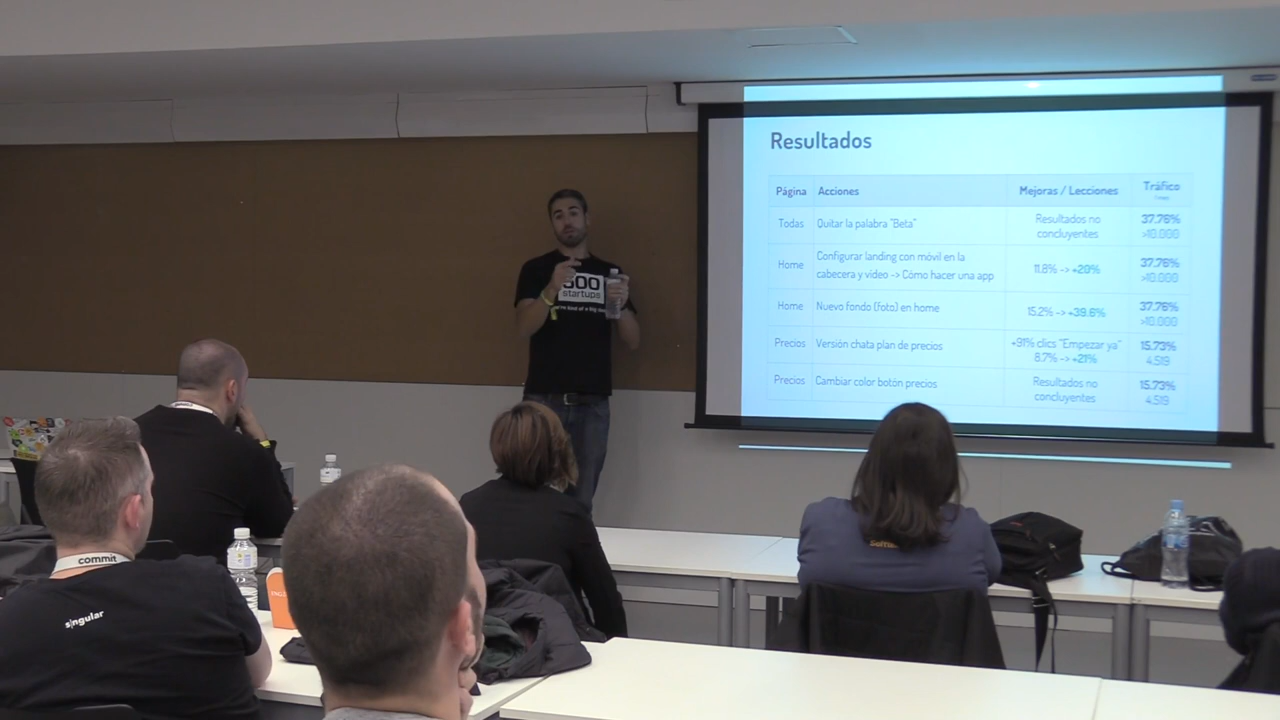 Resultados
Página Acciones Mejoras / Lecciones Tráfico
Todas Quitar la palabra "Beta" Resultados no concluyentes 37.76% >10.000
Home Configurar landing con móvil en la cabecera y vídeo -> Cómo hacer una app 11.8% -> +20% 37.76% >10.000
Home Nuevo fondo (foto) en home 15.2% -> +39.6% 37.76% >10.000
Precios Versión chata plan de precios +91% clics "Empezar ya" 8.7% -> +21% 15.73% 4.519
Precios Cambiar color botón precios Resultados no concluyentes 15.73% 4.519
startups
commit
s|ngular